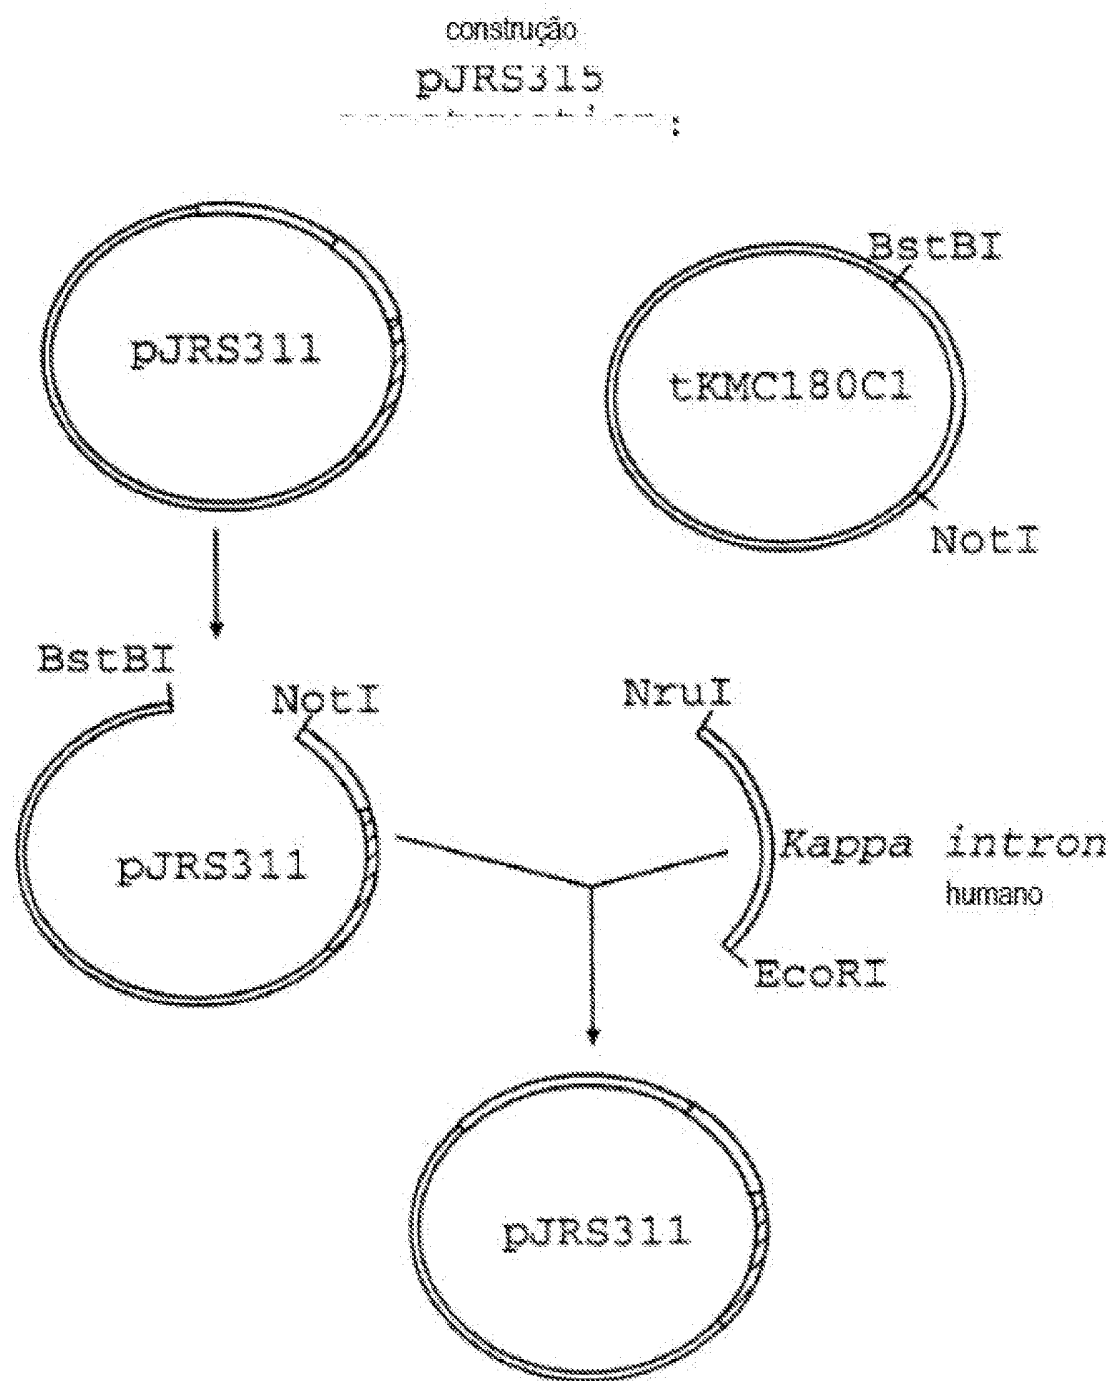 construção
pJRS315
pJRS311
BstBI
tKMC180C1
NotI
BstBI
NotI
pJRS311
NruI
Kappa intron
humano
EcoRI
pJRS311